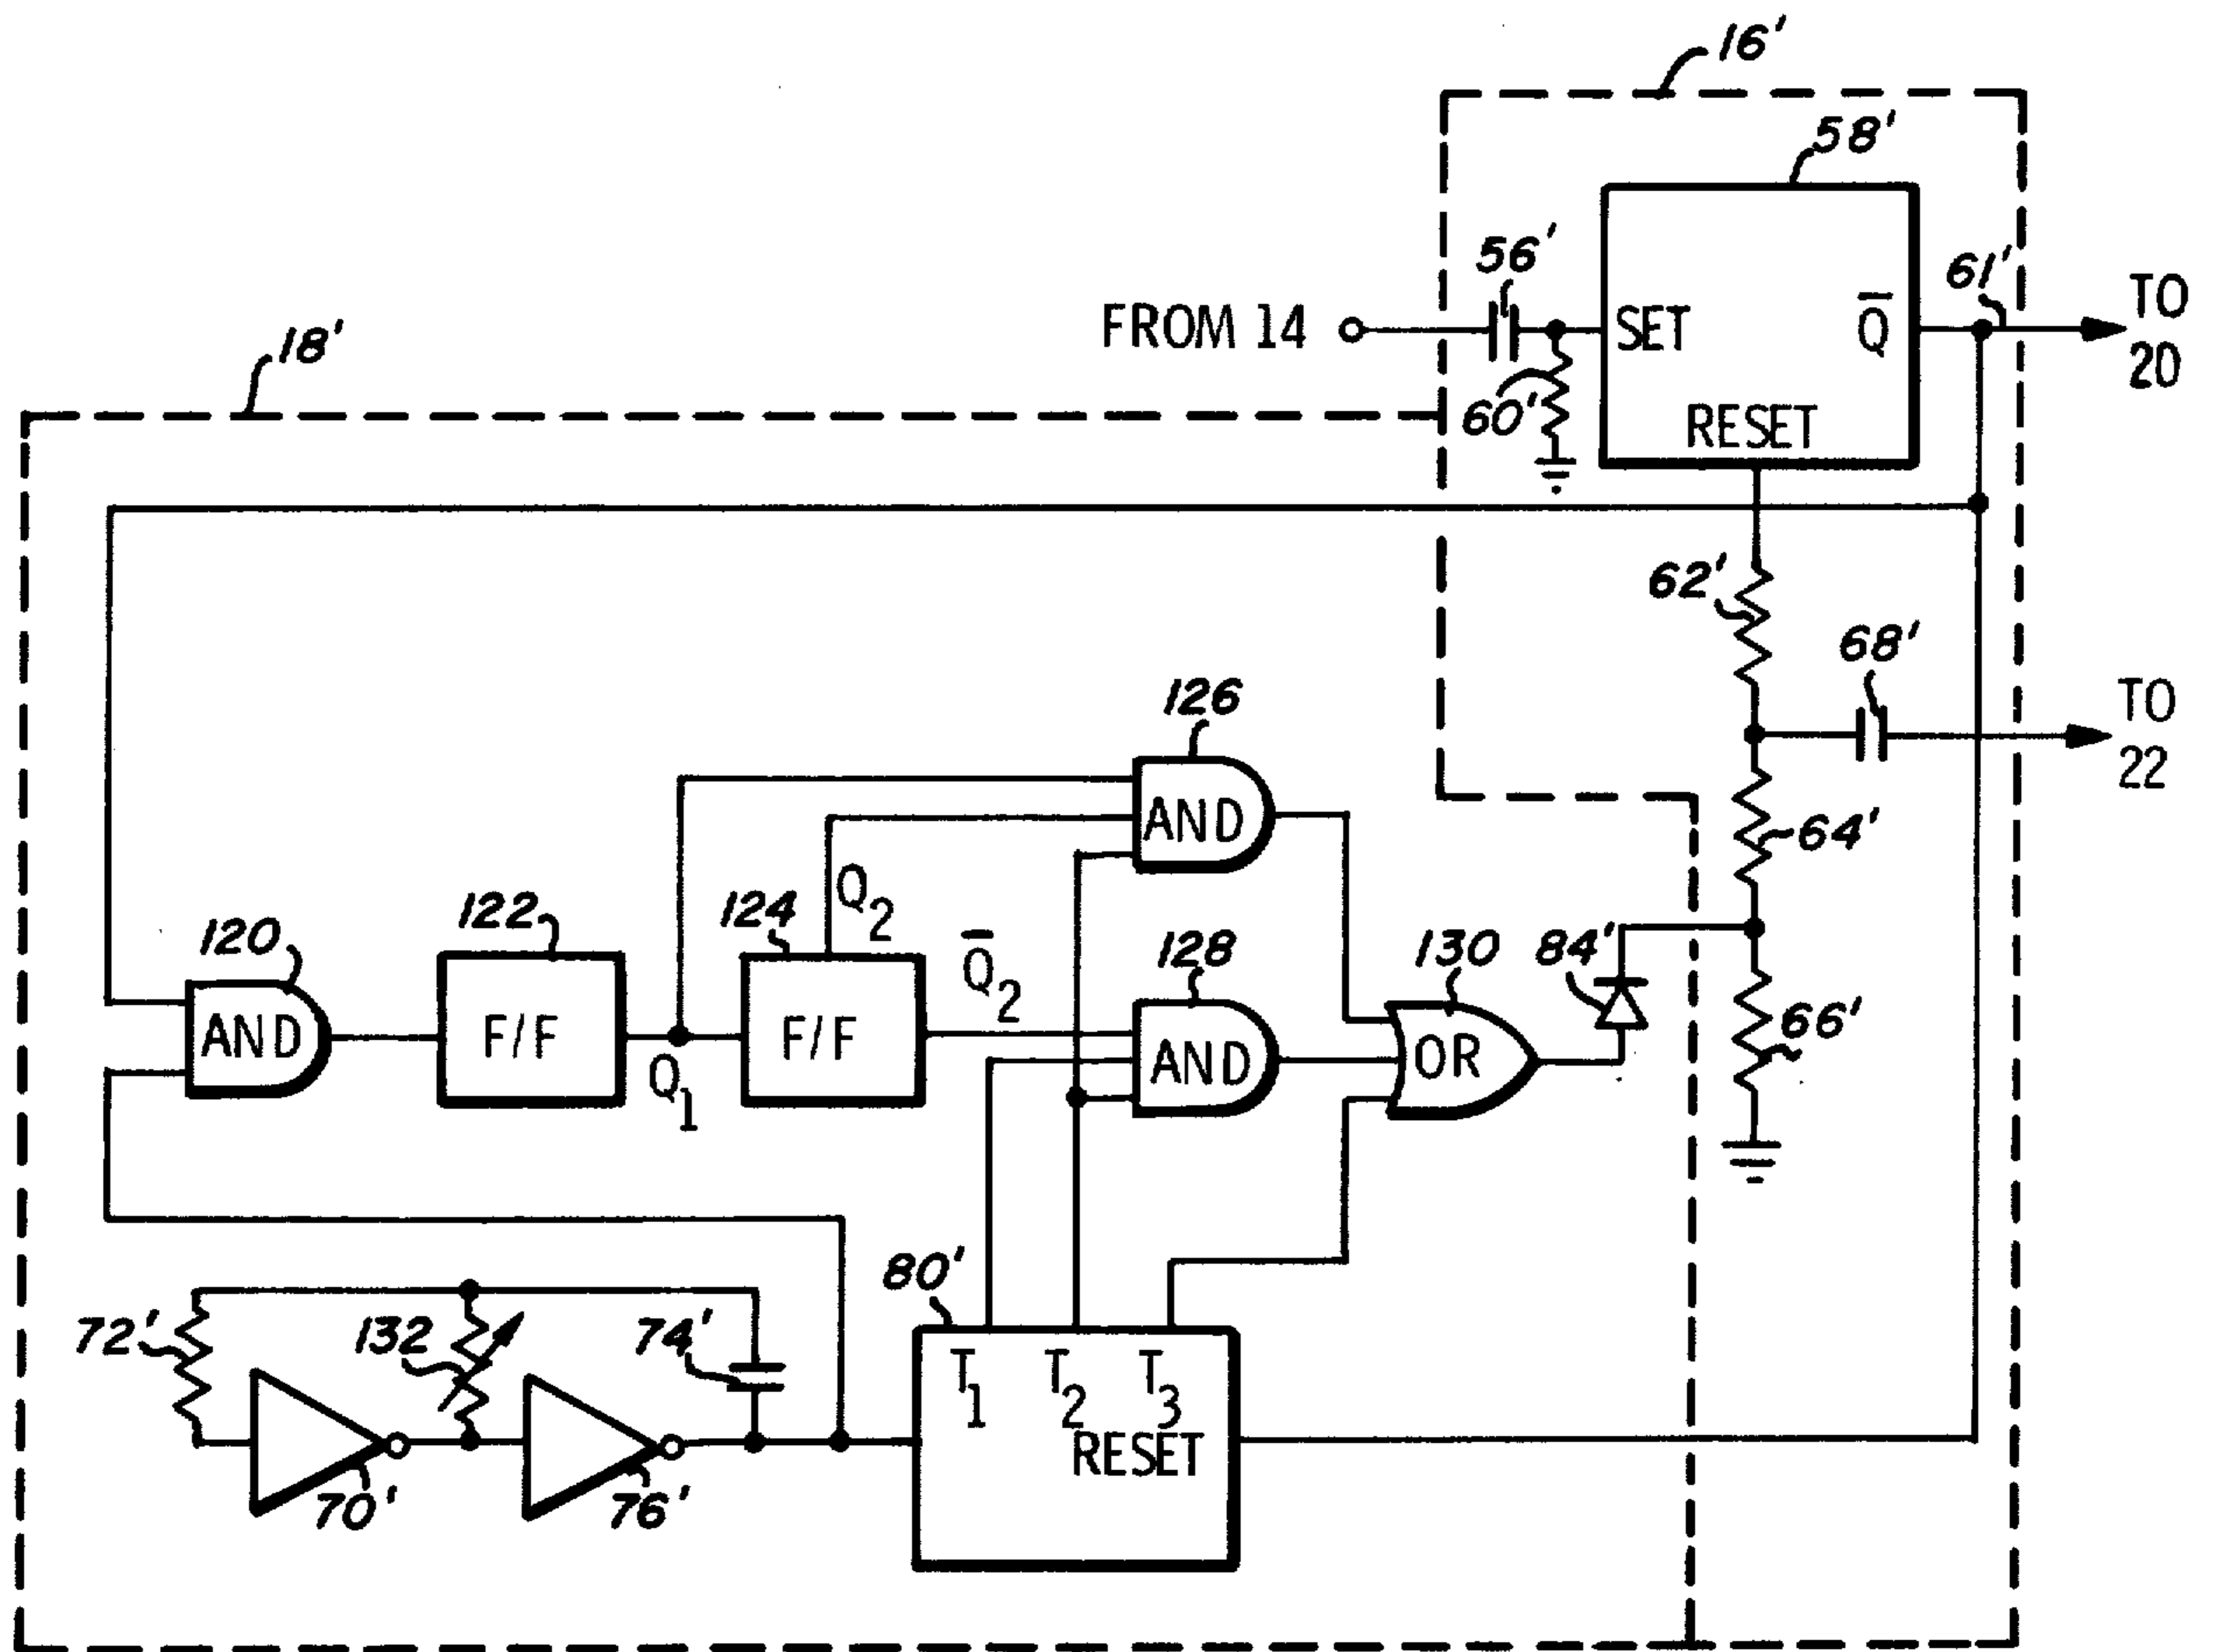 16'
58'
56'
61'
TO
20
FROM 14
SET
Q̅
18'
60'
RESET
62'
68'
TO
22
126
AND
64'
Q2
122
124
120
Q̅2
128
130
84'
AND
F/F
F/F
AND
OR
66'
Q1
80'
72'
132
74'
T1
T2
T3
RESET
70'
76'